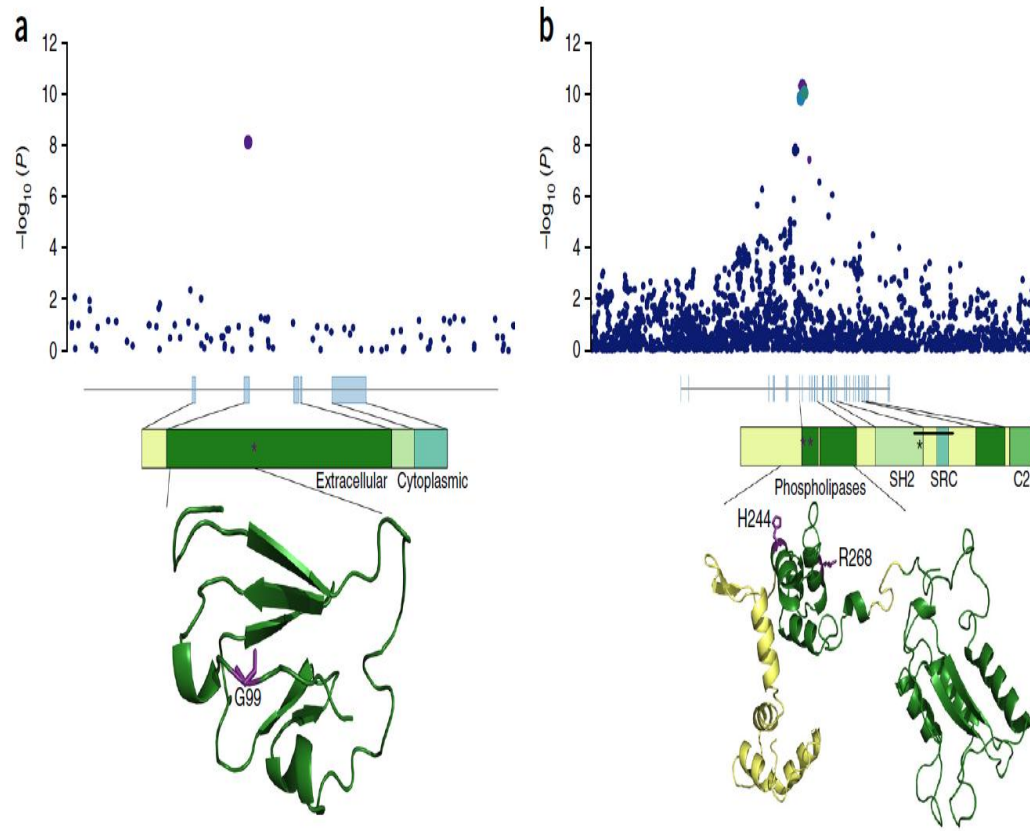 a
12
10
8
6
4
2
0
−log10 (P)
Extracellular Cytoplasmic
G99
b
12
10
8
6
4
2
0
−log10 (P)
* *
*
Phospholipases
SH2 SRC C2
H244
R268